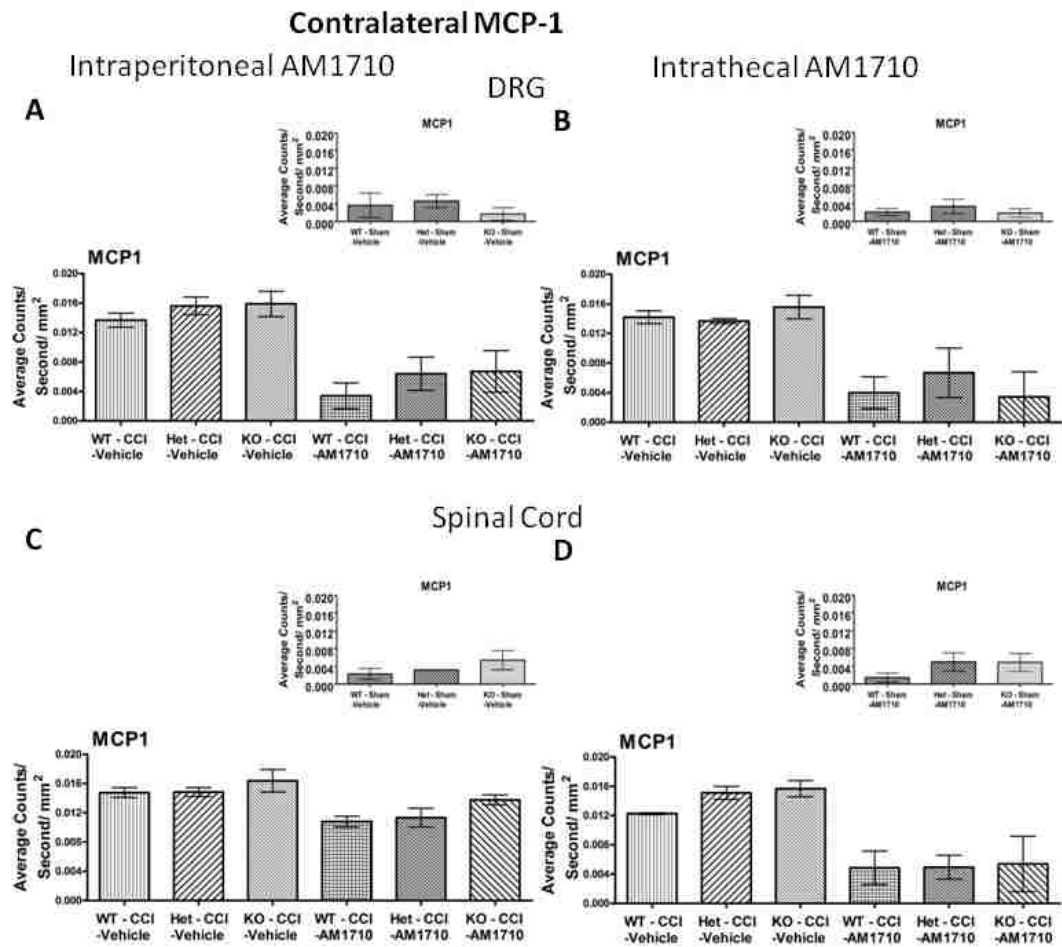 Contralateral MCP-1
Intraperitoneal AM1710
Intrathecal AM1710
DRG
A
MCP1
Average Counts/
Second/ mm²
0.020
0.016
0.012
0.008
0.004
0.000
WT - Sham
-Vehicle
Het - Sham
-Vehicle
KO - Sham
-Vehicle
MCP1
Average Counts/
Second/ mm²
0.020
0.016
0.012
0.008
0.004
0.000
WT - CCI
-Vehicle
Het - CCI
-Vehicle
KO - CCI
-Vehicle
WT - CCI
-AM1710
Het - CCI
-AM1710
KO - CCI
-AM1710
B
MCP1
Average Counts/
Second/ mm²
0.020
0.016
0.012
0.008
0.004
0.000
WT - Sham
-AM1710
Het - Sham
-AM1710
KO - Sham
-AM1710
MCP1
Average Counts/
Second/ mm²
0.020
0.016
0.012
0.008
0.004
0.000
WT - CCI
-Vehicle
Het - CCI
-Vehicle
KO - CCI
-Vehicle
WT - CCI
-AM1710
Het - CCI
-AM1710
KO - CCI
-AM1710
Spinal Cord
C
MCP1
Average Counts/
Second/ mm²
0.020
0.016
0.012
0.008
0.004
0.000
WT - Sham
-Vehicle
Het - Sham
-Vehicle
KO - Sham
-Vehicle
MCP1
Average Counts/
Second/ mm²
0.020
0.016
0.012
0.008
0.004
0.000
WT - CCI
-Vehicle
Het - CCI
-Vehicle
KO - CCI
-Vehicle
WT - CCI
-AM1710
Het - CCI
-AM1710
KO - CCI
-AM1710
D
MCP1
Average Counts/
Second/ mm²
0.020
0.016
0.012
0.008
0.004
0.000
WT - Sham
-AM1710
Het - Sham
-AM1710
KO - Sham
-AM1710
MCP1
Average Counts/
Second/ mm²
0.020
0.016
0.012
0.008
0.004
0.000
WT - CCI
-Vehicle
Het - CCI
-Vehicle
KO - CCI
-Vehicle
WT - CCI
-AM1710
Het - CCI
-AM1710
KO - CCI
-AM1710